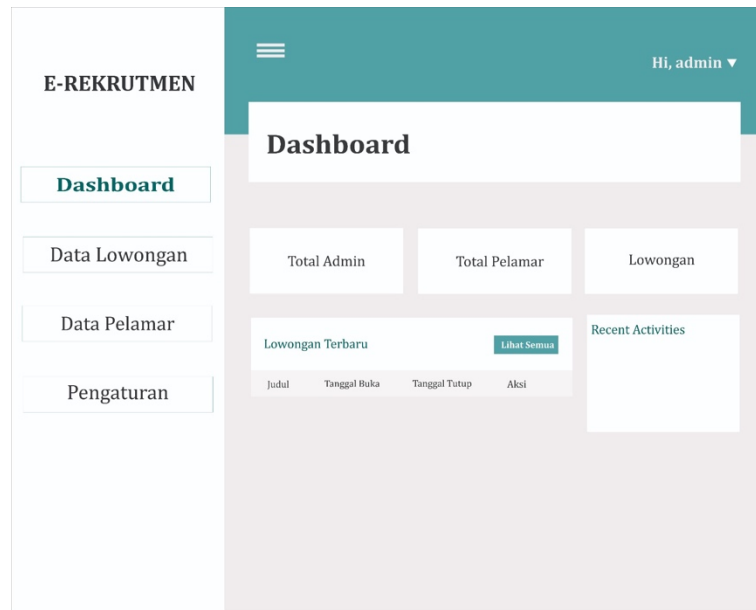 E-REKRUTMEN
Dashboard
Data Lowongan
Data Pelamar
Pengaturan
Hi, admin ▼
Dashboard
Total Admin
Total Pelamar
Lowongan
Lowongan Terbaru
Lihat Semua
Judul Tanggal Buka Tanggal Tutup Aksi
Recent Activities